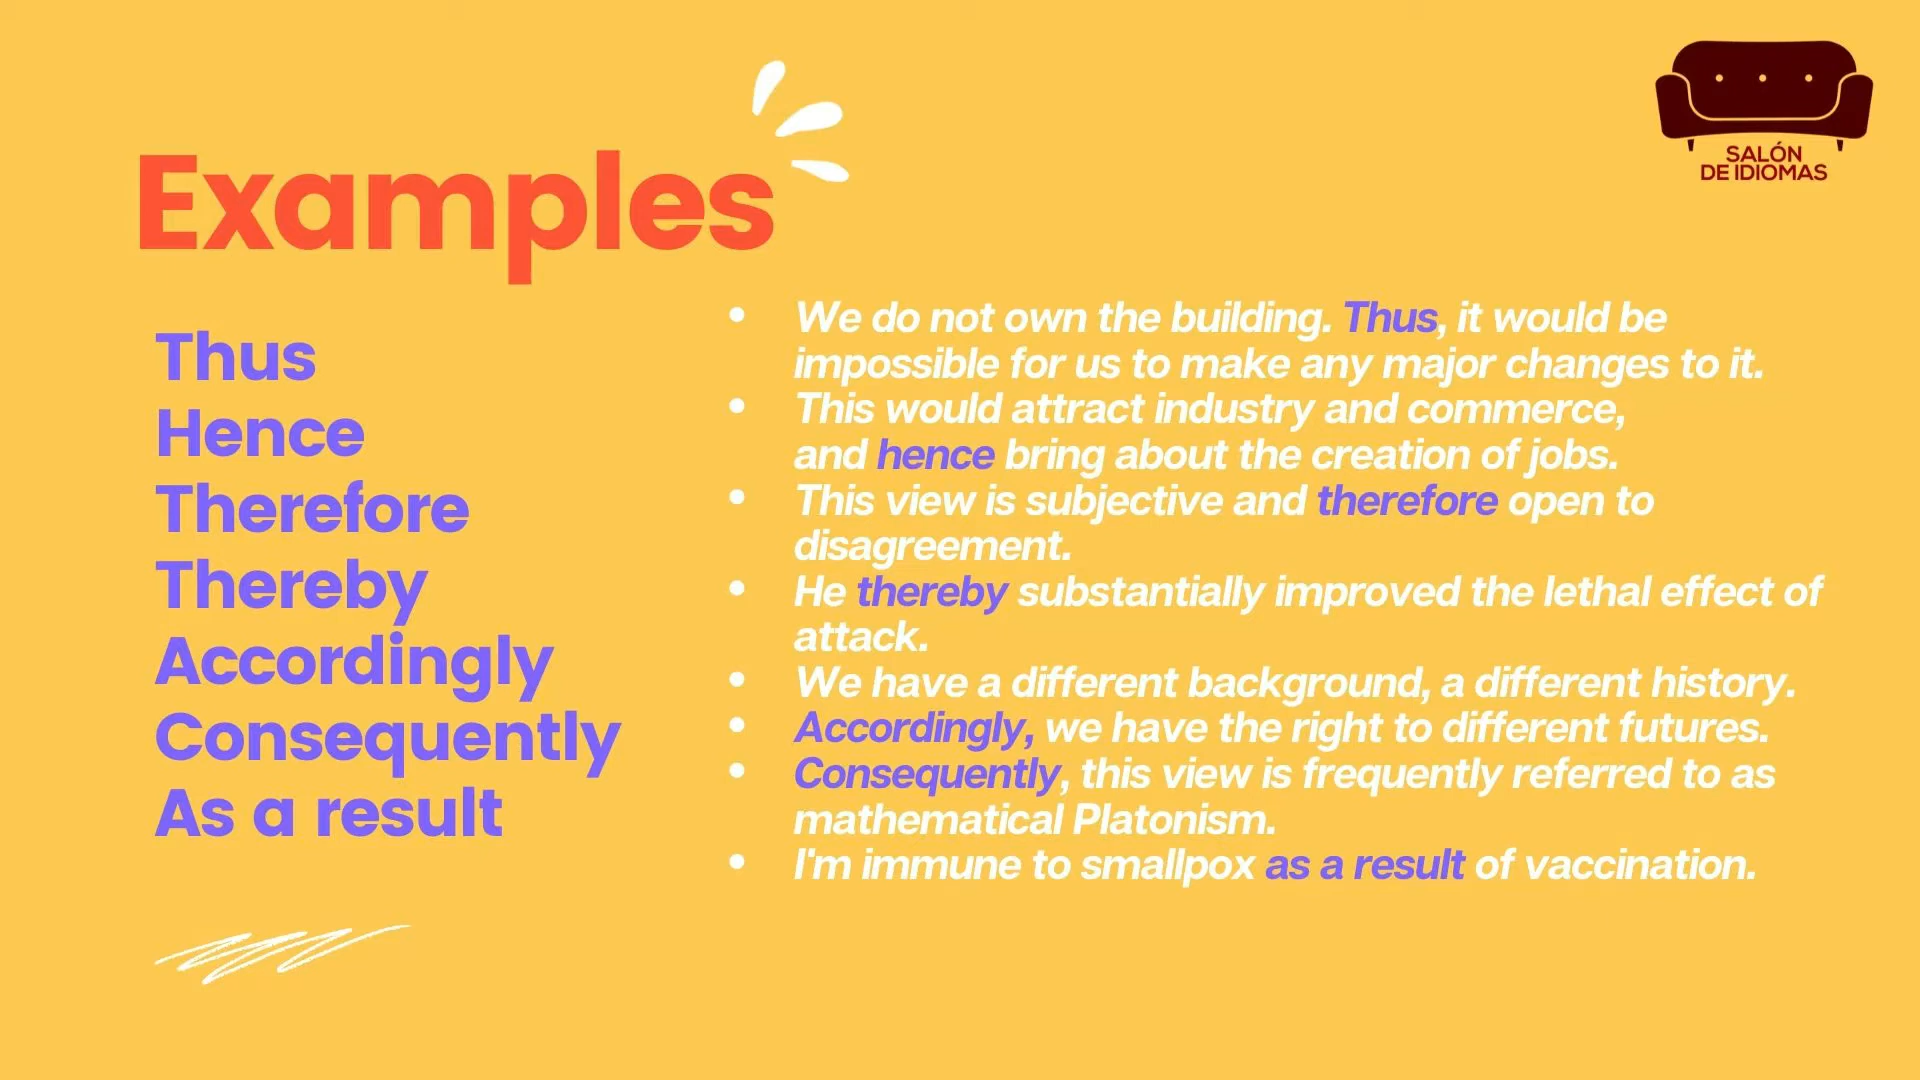 SALÓN
DE IDIOMAS
Examples
Thus
Hence
Therefore
Thereby
Accordingly
Consequently
As a result
• We do not own the building. Thus, it would be
impossible for us to make any major changes to it.
• This would attract industry and commerce,
and hence bring about the creation of jobs.
• This view is subjective and therefore open to
disagreement.
• He thereby substantially improved the lethal effect of
attack.
• We have a different background, a different history.
• Accordingly, we have the right to different futures.
• Consequently, this view is frequently referred to as
mathematical Platonism.
• I'm immune to smallpox as a result of vaccination.